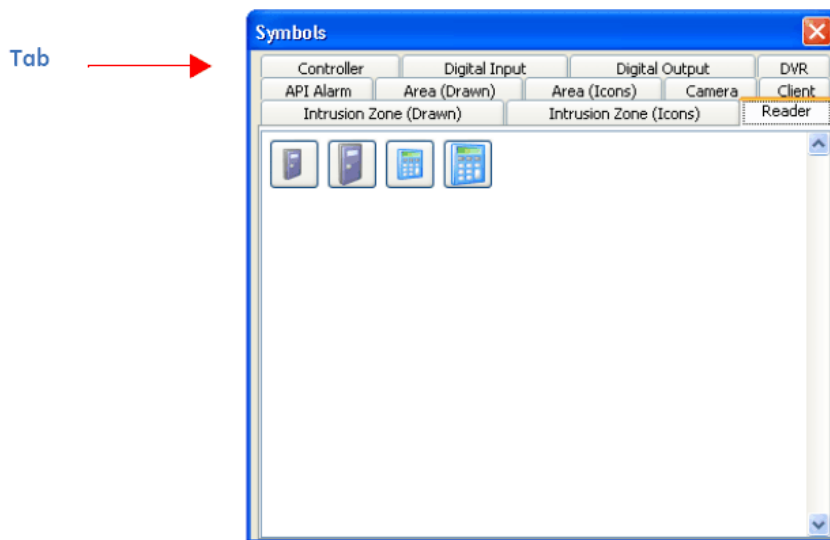 Symbols
Tab
Controller Digital Input Digital Output DVR
API Alarm Area (Drawn) Area (Icons) Camera Client
Intrusion Zone (Drawn) Intrusion Zone (Icons) Reader